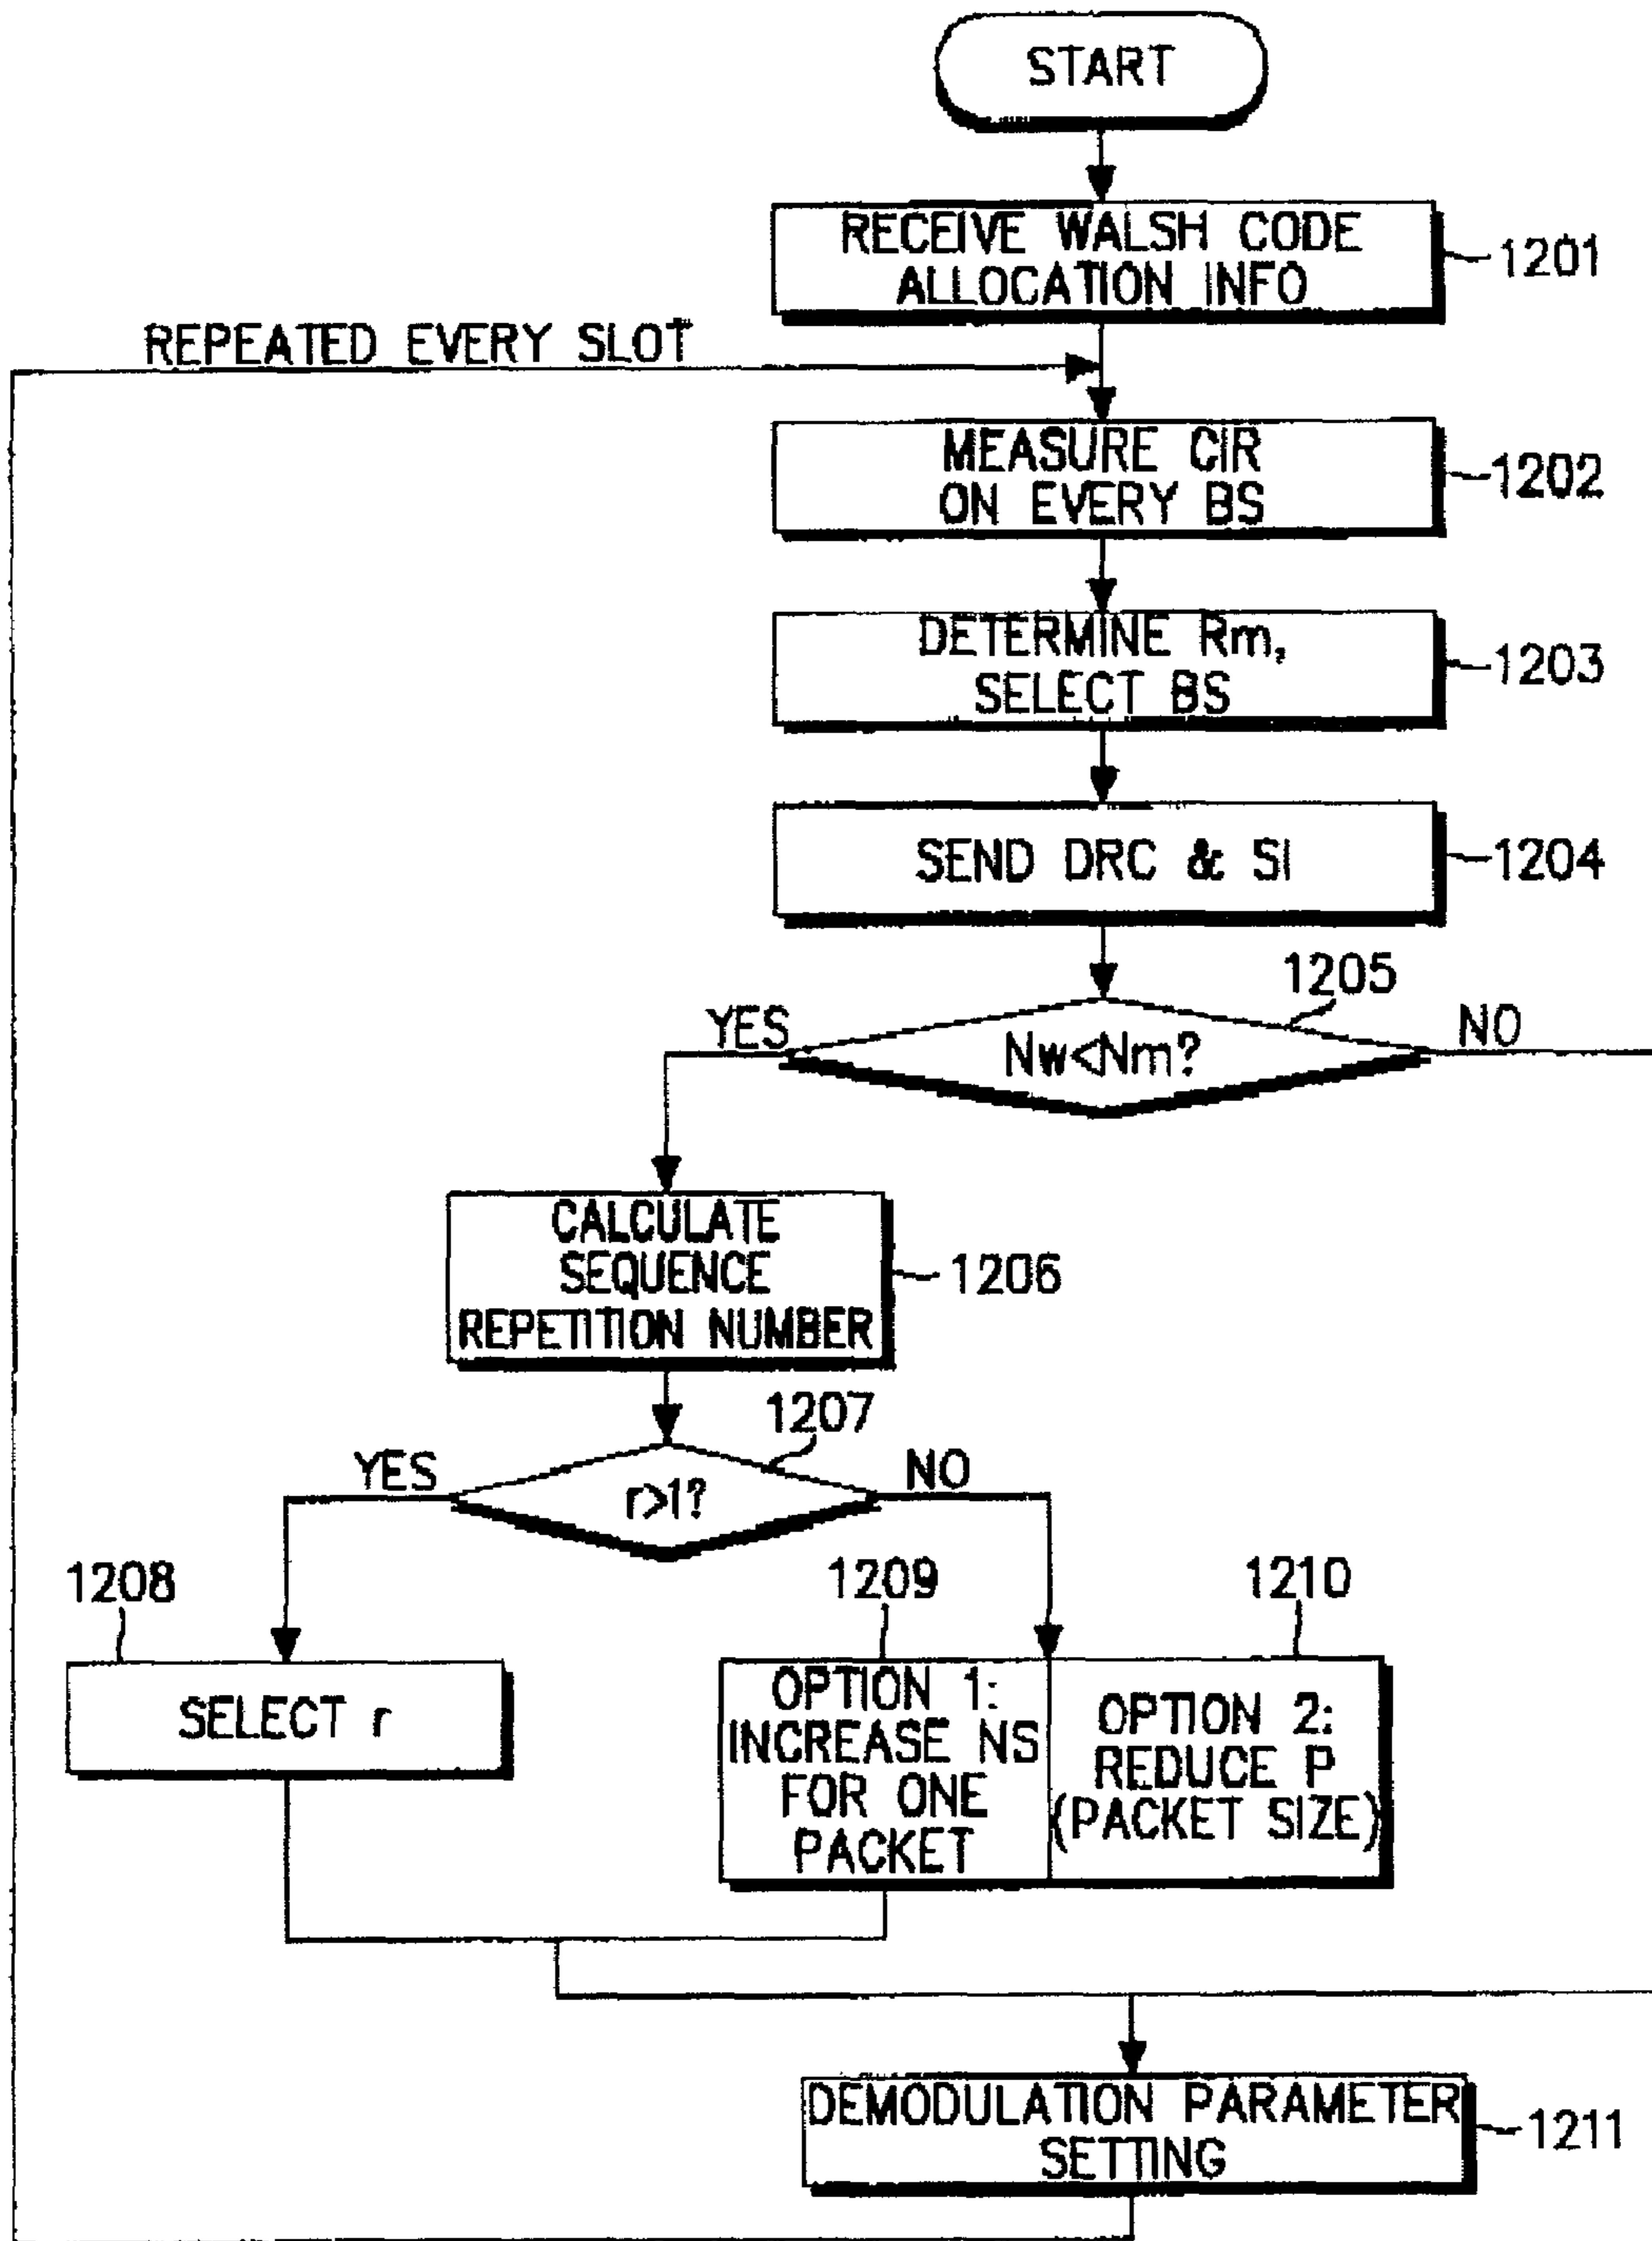 START
RECEIVE WALSH CODE
ALLOCATION INFO
1201
REPEATED EVERY SLOT
MEASURE CIR
ON EVERY BS
1202
DETERMINE Rm,
SELECT BS
1203
SEND DRC & SI
1204
1205
YES
Nw<Nm?
NO
CALCULATE
SEQUENCE
REPETITION NUMBER
1206
1207
YES
r>1?
NO
1208
SELECT r
1209
OPTION 1:
INCREASE NS
FOR ONE
PACKET
1210
OPTION 2:
REDUCE P
(PACKET SIZE)
DEMODULATION PARAMETER
SETTING
1211